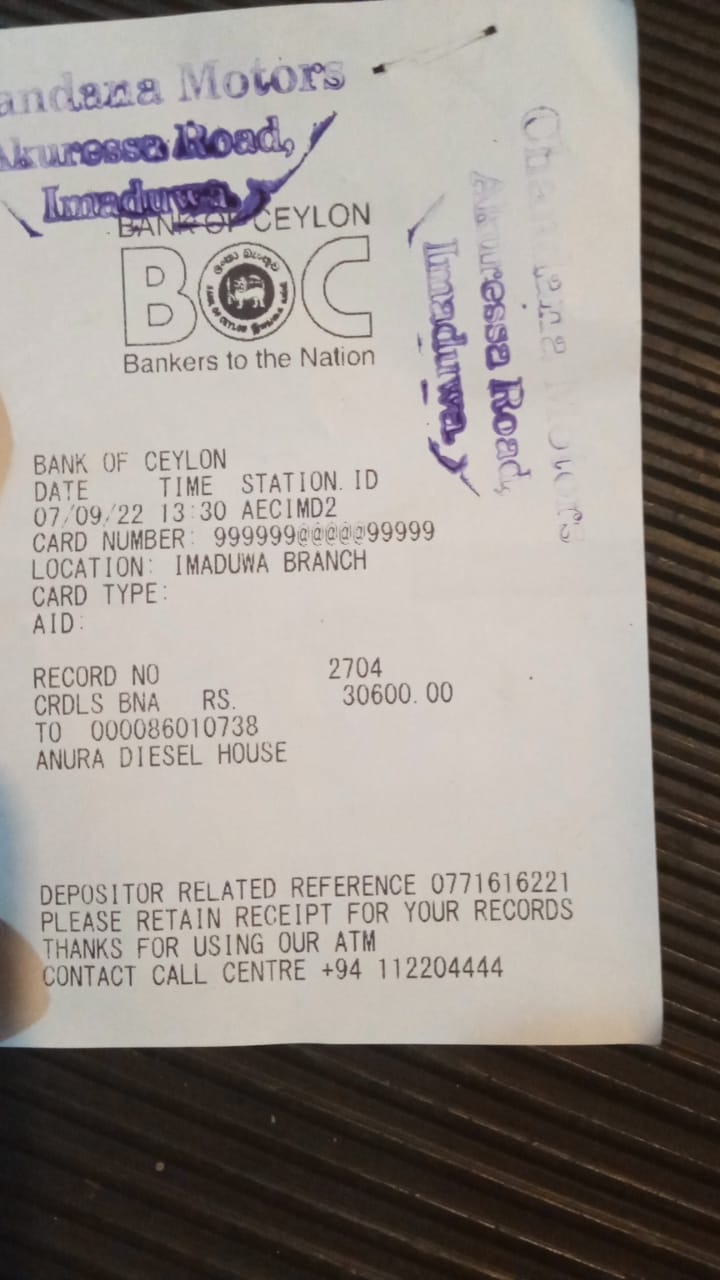 andana Motors
Akuressa Road,
Imaduwa.
BANK OF CEYLON
BOC
Bankers to the Nation
Chandana Motors
Akuressa Road,
Imaduwa.
BANK OF CEYLON
DATE TIME STATION.ID
07/09/22 13:30 AECIMD2
CARD NUMBER: 999999@@@@@99999
LOCATION: IMADUWA BRANCH
CARD TYPE:
AID:
RECORD NO 2704
CRDLS BNA RS. 30600.00
TO 000086010738
ANURA DIESEL HOUSE
DEPOSITOR RELATED REFERENCE 0771616221
PLEASE RETAIN RECEIPT FOR YOUR RECORDS
THANKS FOR USING OUR ATM
CONTACT CALL CENTRE +94 112204444